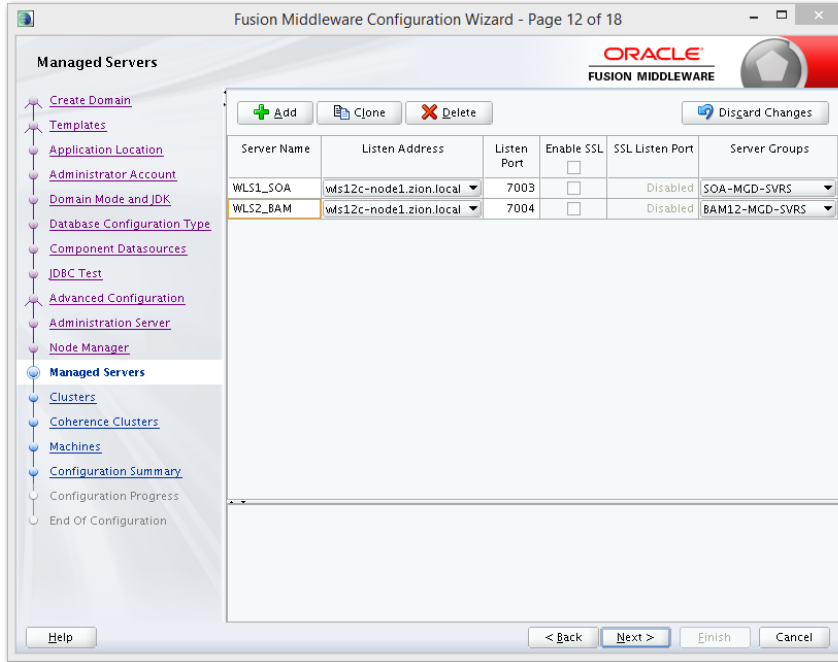 Fusion Middleware Configuration Wizard - Page 12 of 18
Managed Servers
ORACLE
FUSION MIDDLEWARE
Create Domain
Templates
Application Location
Administrator Account
Domain Mode and JDK
Database Configuration Type
Component Datasources
JDBC Test
Advanced Configuration
Administration Server
Node Manager
Managed Servers
Clusters
Coherence Clusters
Machines
Configuration Summary
Configuration Progress
End Of Configuration
Add Clone Delete Discard Changes
Server Name Listen Address Listen Port Enable SSL SSL Listen Port Server Groups
WLS1_SOA wls12c-node1.zion.local 7003 Disabled SOA-MGD-SVRS
WLS2_BAM wls12c-node1.zion.local 7004 Disabled BAM12-MGD-SVRS
Help < Back Next > Finish Cancel